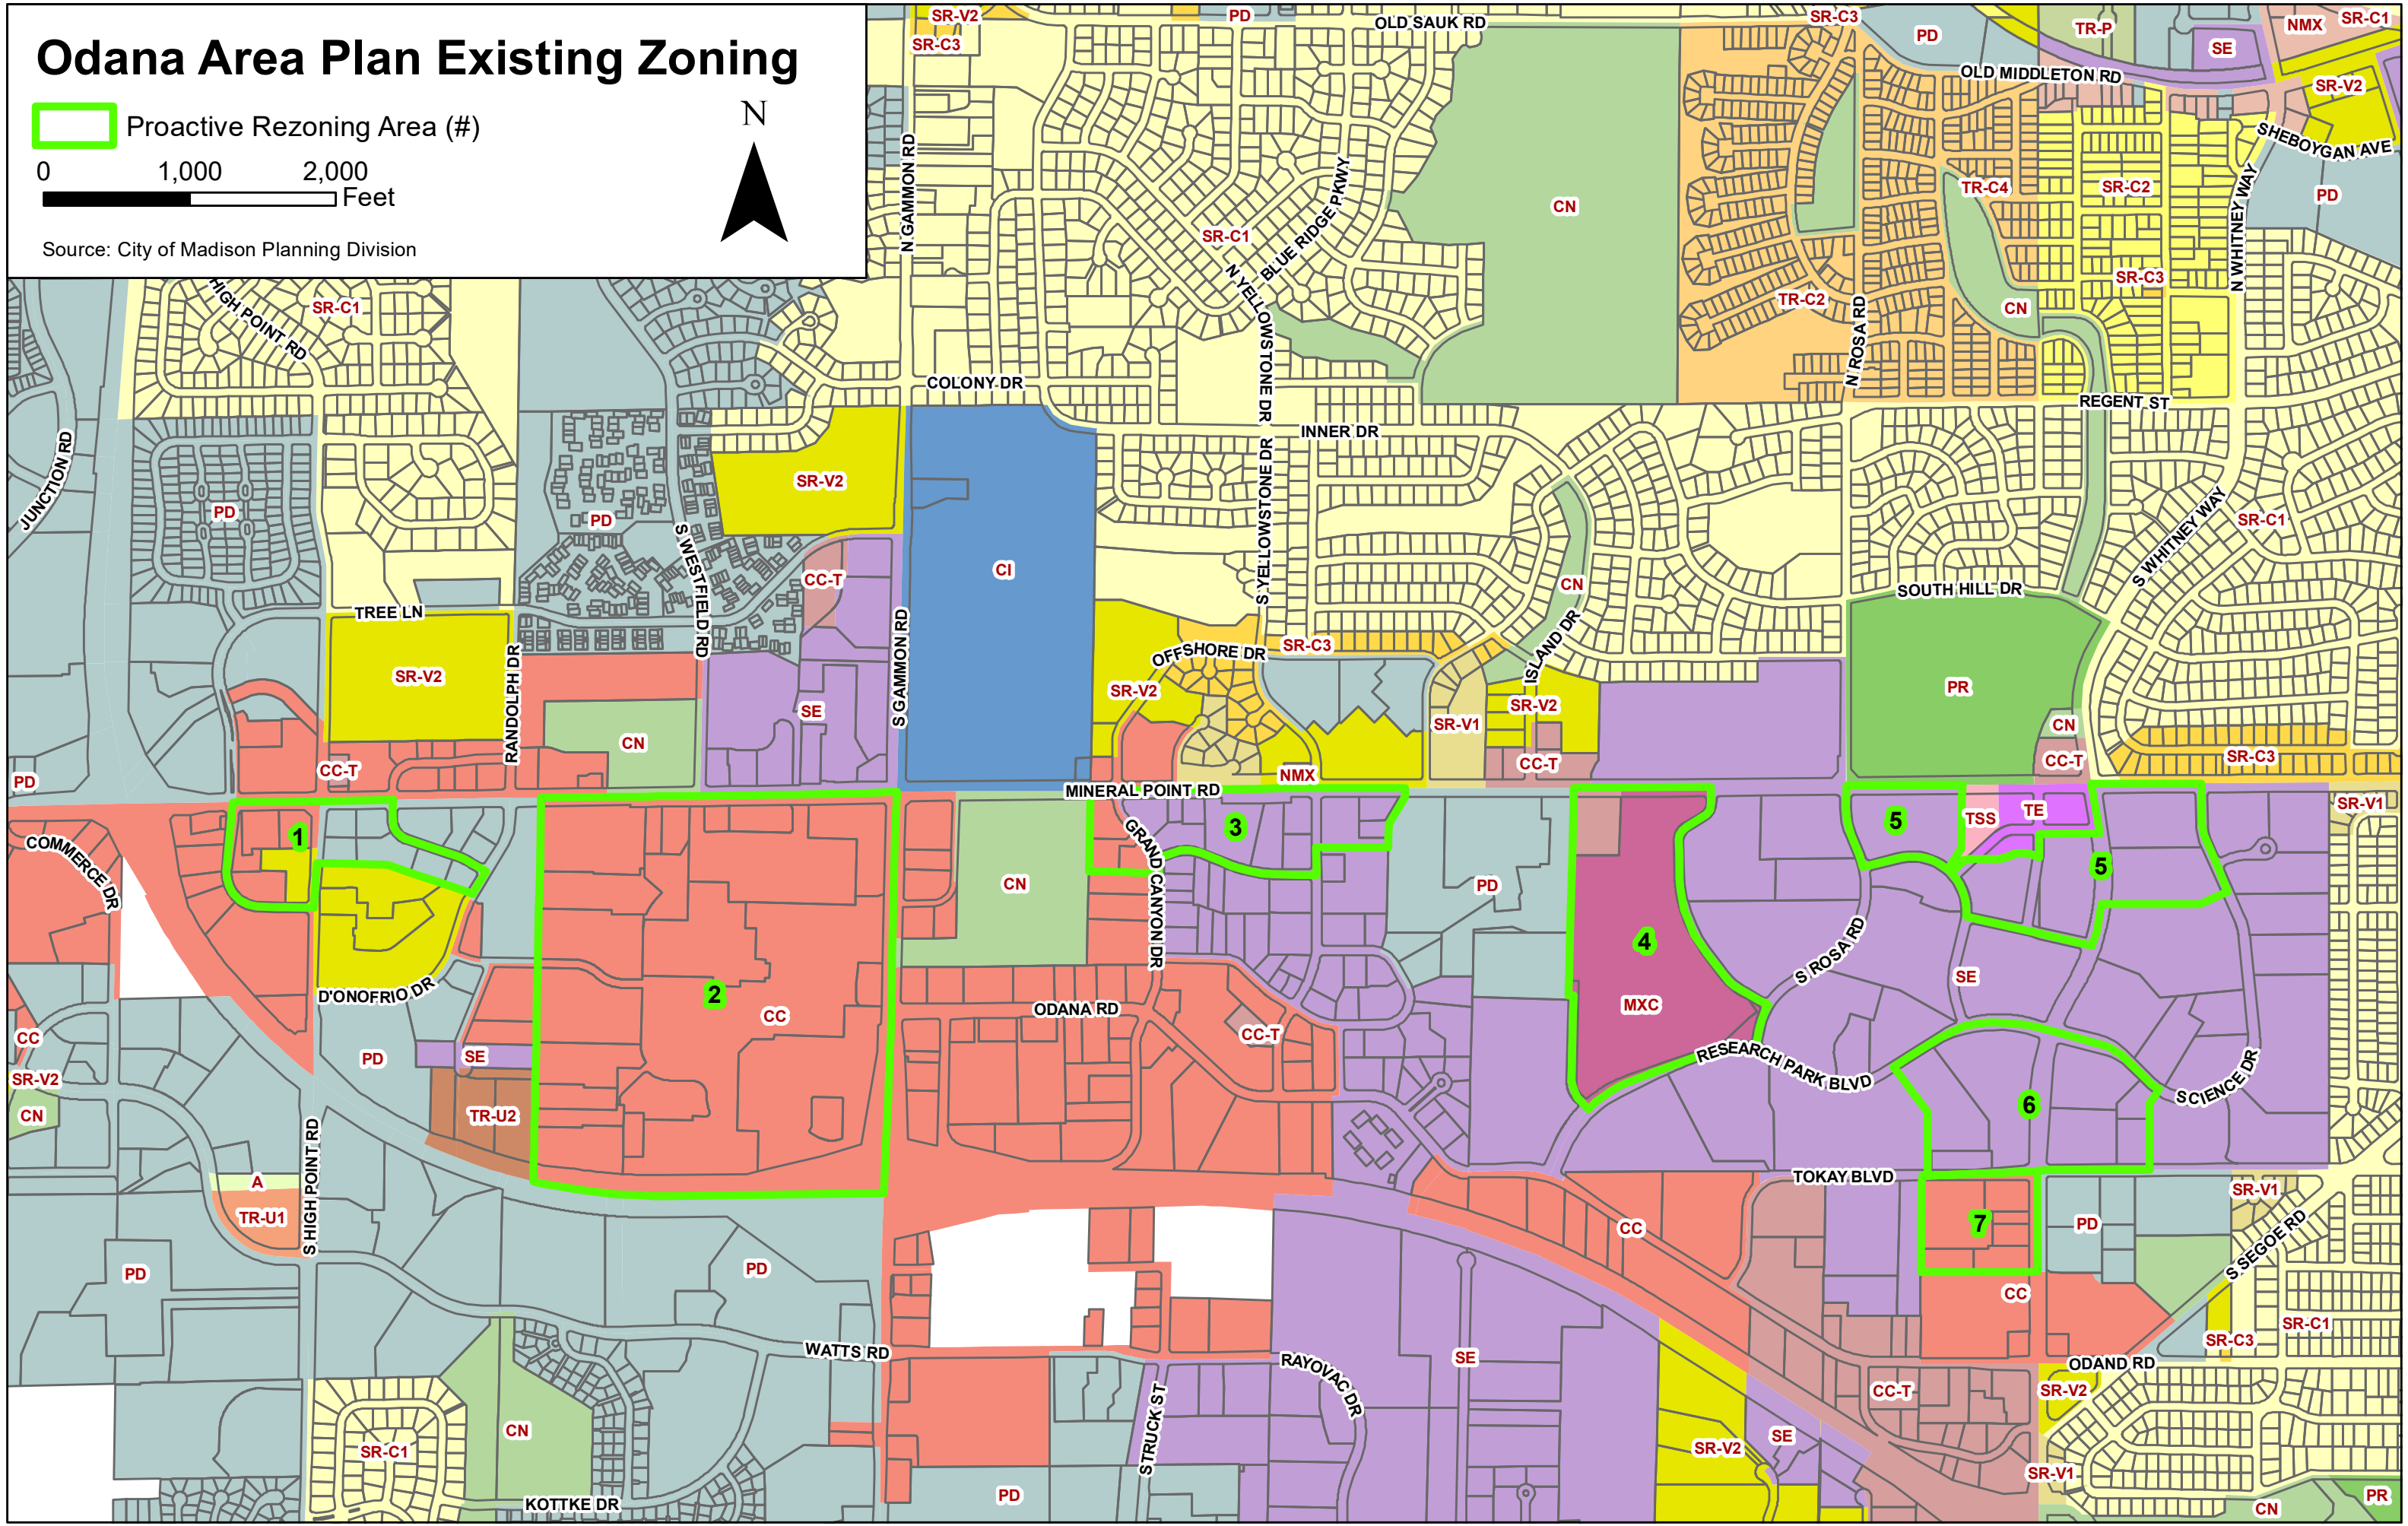 Odana Area Plan Existing Zoning
Proactive Rezoning Area (#)
0 1,000 2,000
Feet
Source: City of Madison Planning Division
N
SR-V2
PD
OLD SAUK RD
SR-C3
SR-C3
PD
TR-P
SE
NMX
SR-C1
OLD MIDDLETON RD
SR-V2
SHEBOYGAN AVE
N GAMMON RD
BLUE RIDGE PKWY
CN
TR-C4
SR-C2
N WHITNEY WAY
PD
SR-C1
N YELLOWSTONE DR
HIGH POINT RD
SR-C1
TR-C2
N ROSA RD
CN
SR-C3
COLONY DR
REGENT ST
INNER DR
JUNCTION RD
PD
PD
S WESTFIELD RD
SR-V2
CI
S YELLOWSTONE DR
CN
S WHITNEY WAY
SR-C1
CC-T
SOUTH HILL DR
TREE LN
S GAMMON RD
OFFSHORE DR
SR-C3
ISLAND DR
SR-V2
RANDOLPH DR
SE
SR-V2
SR-V1
SR-V2
PR
CN
CN
CC-T
PD
NMX
CC-T
CC-T
SR-C3
MINERAL POINT RD
COMMERCE DR
1
GRAND CANYON DR
3
5
TSS
TE
SR-V1
CN
PD
5
4
S ROSA RD
D'ONOFRIO DR
2
CC
ODANA RD
CC-T
MXC
SE
CC
PD
SE
RESEARCH PARK BLVD
SCIENCE DR
SR-V2
CN
TR-U2
6
S HIGH POINT RD
A
TR-U1
TOKAY BLVD
SR-V1
PD
PD
CC
7
PD
S SEGOE RD
CC
WATTS RD
RAYOVAC DR
SE
SR-C3
SR-C1
ODAND RD
STRUCK ST
CC-T
SR-V2
SR-C1
CN
SR-V2
SE
SR-V1
KOTTKE DR
PD
CN
PR